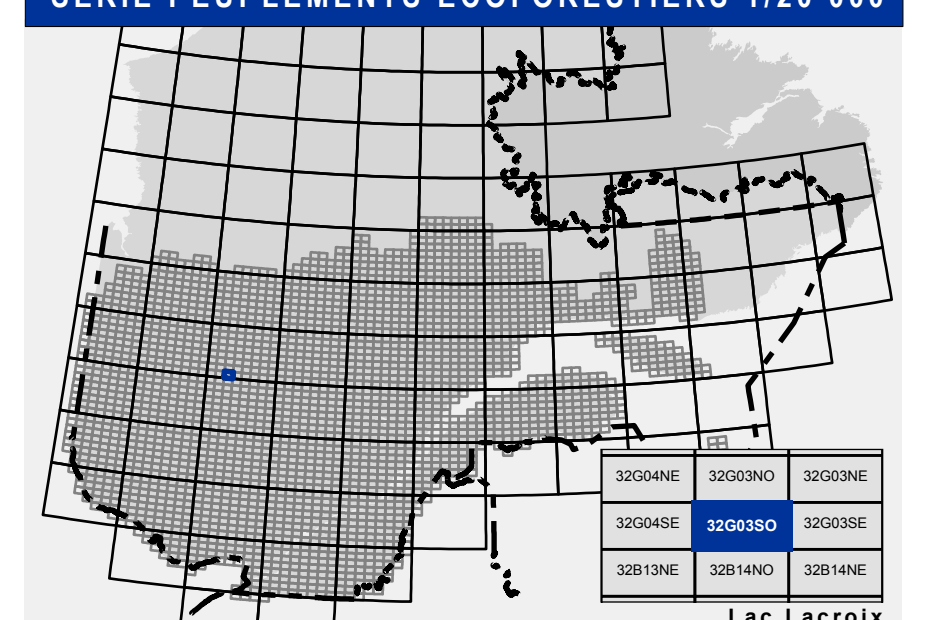 SÉRIE PEUPLEMENTS ÉCOFORESTIERS 1/20 000
32G04NE 32G03NO 32G03NE
32G04SE 32G03SO 32G03SE
32B13NE 32B14NO 32B14NE
Lac Lacroix